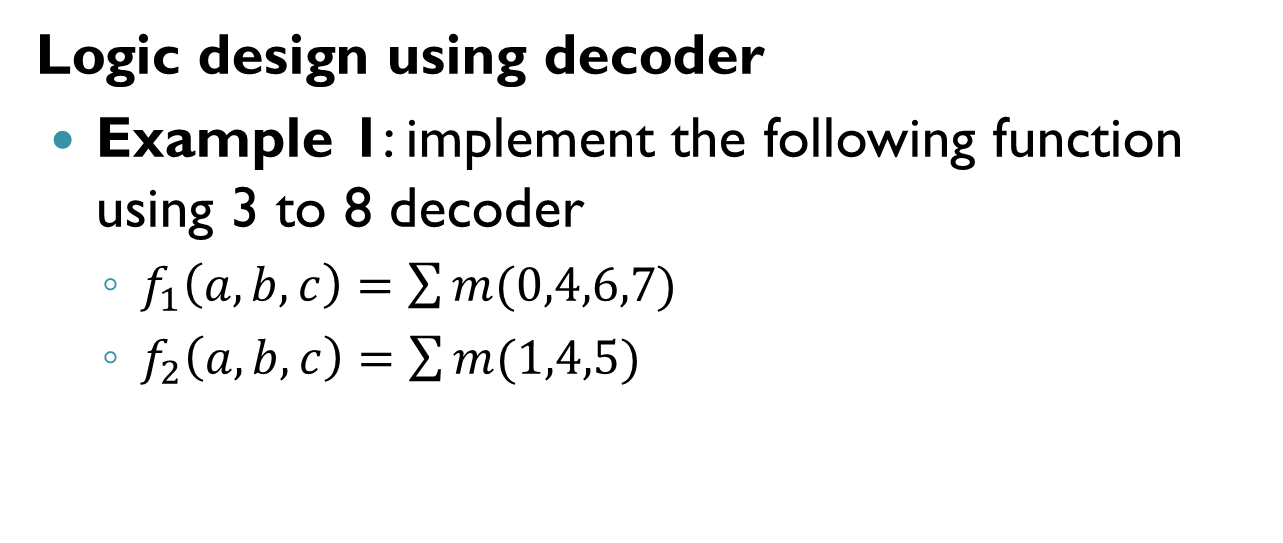 Logic design using decoder
• Example 1: implement the following function
using 3 to 8 decoder
◦ f₁(a, b, c) = ∑ m(0,4,6,7)
◦ f₂(a, b, c) = ∑ m(1,4,5)